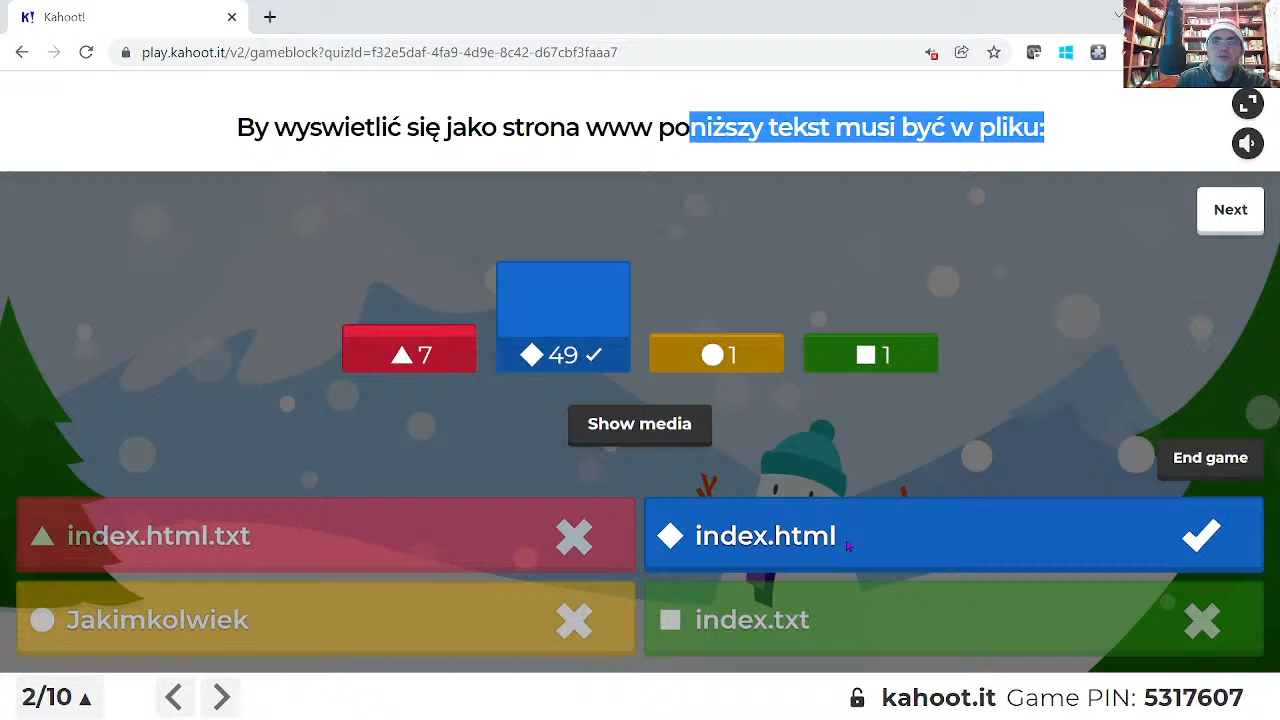 K! Kahoot!
play.kahoot.it/v2/gameblock?quizId=f32e5daf-4fa9-4d9e-8c42-d67cbf3faaa7
By wyswietlić się jako strona www poniższy tekst musi być w pliku:
Next
7
49
1
1
Show media
End game
index.html.txt
index.html
Jakimkolwiek
index.txt
2/10
kahoot.it Game PIN: 5317607